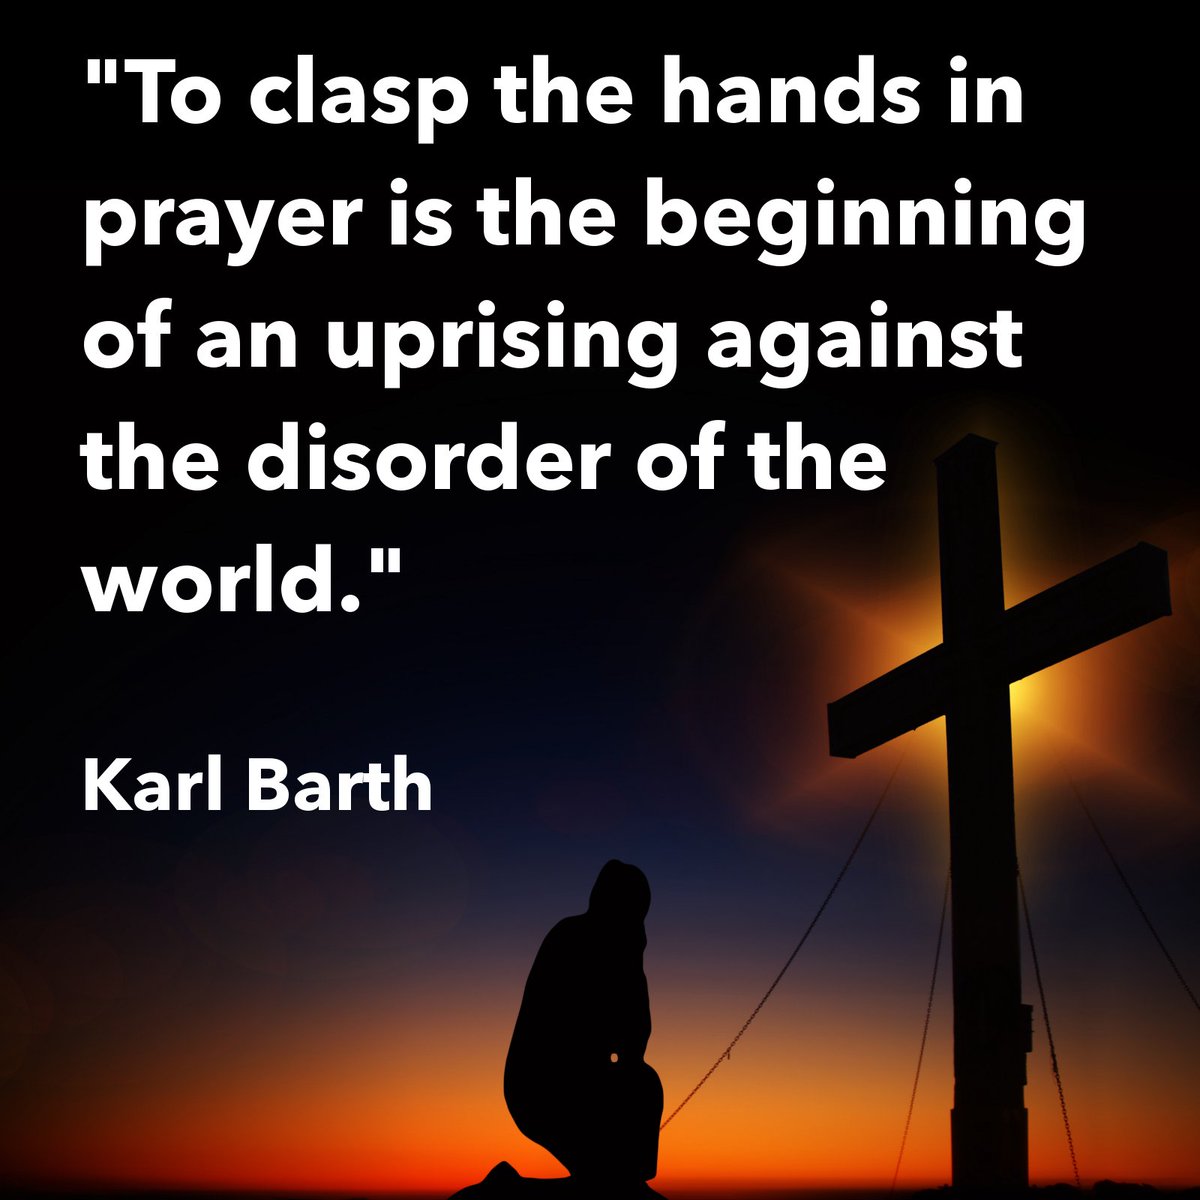 "To clasp the hands in
prayer is the beginning
of an uprising against
the disorder of the
world."
Karl Barth